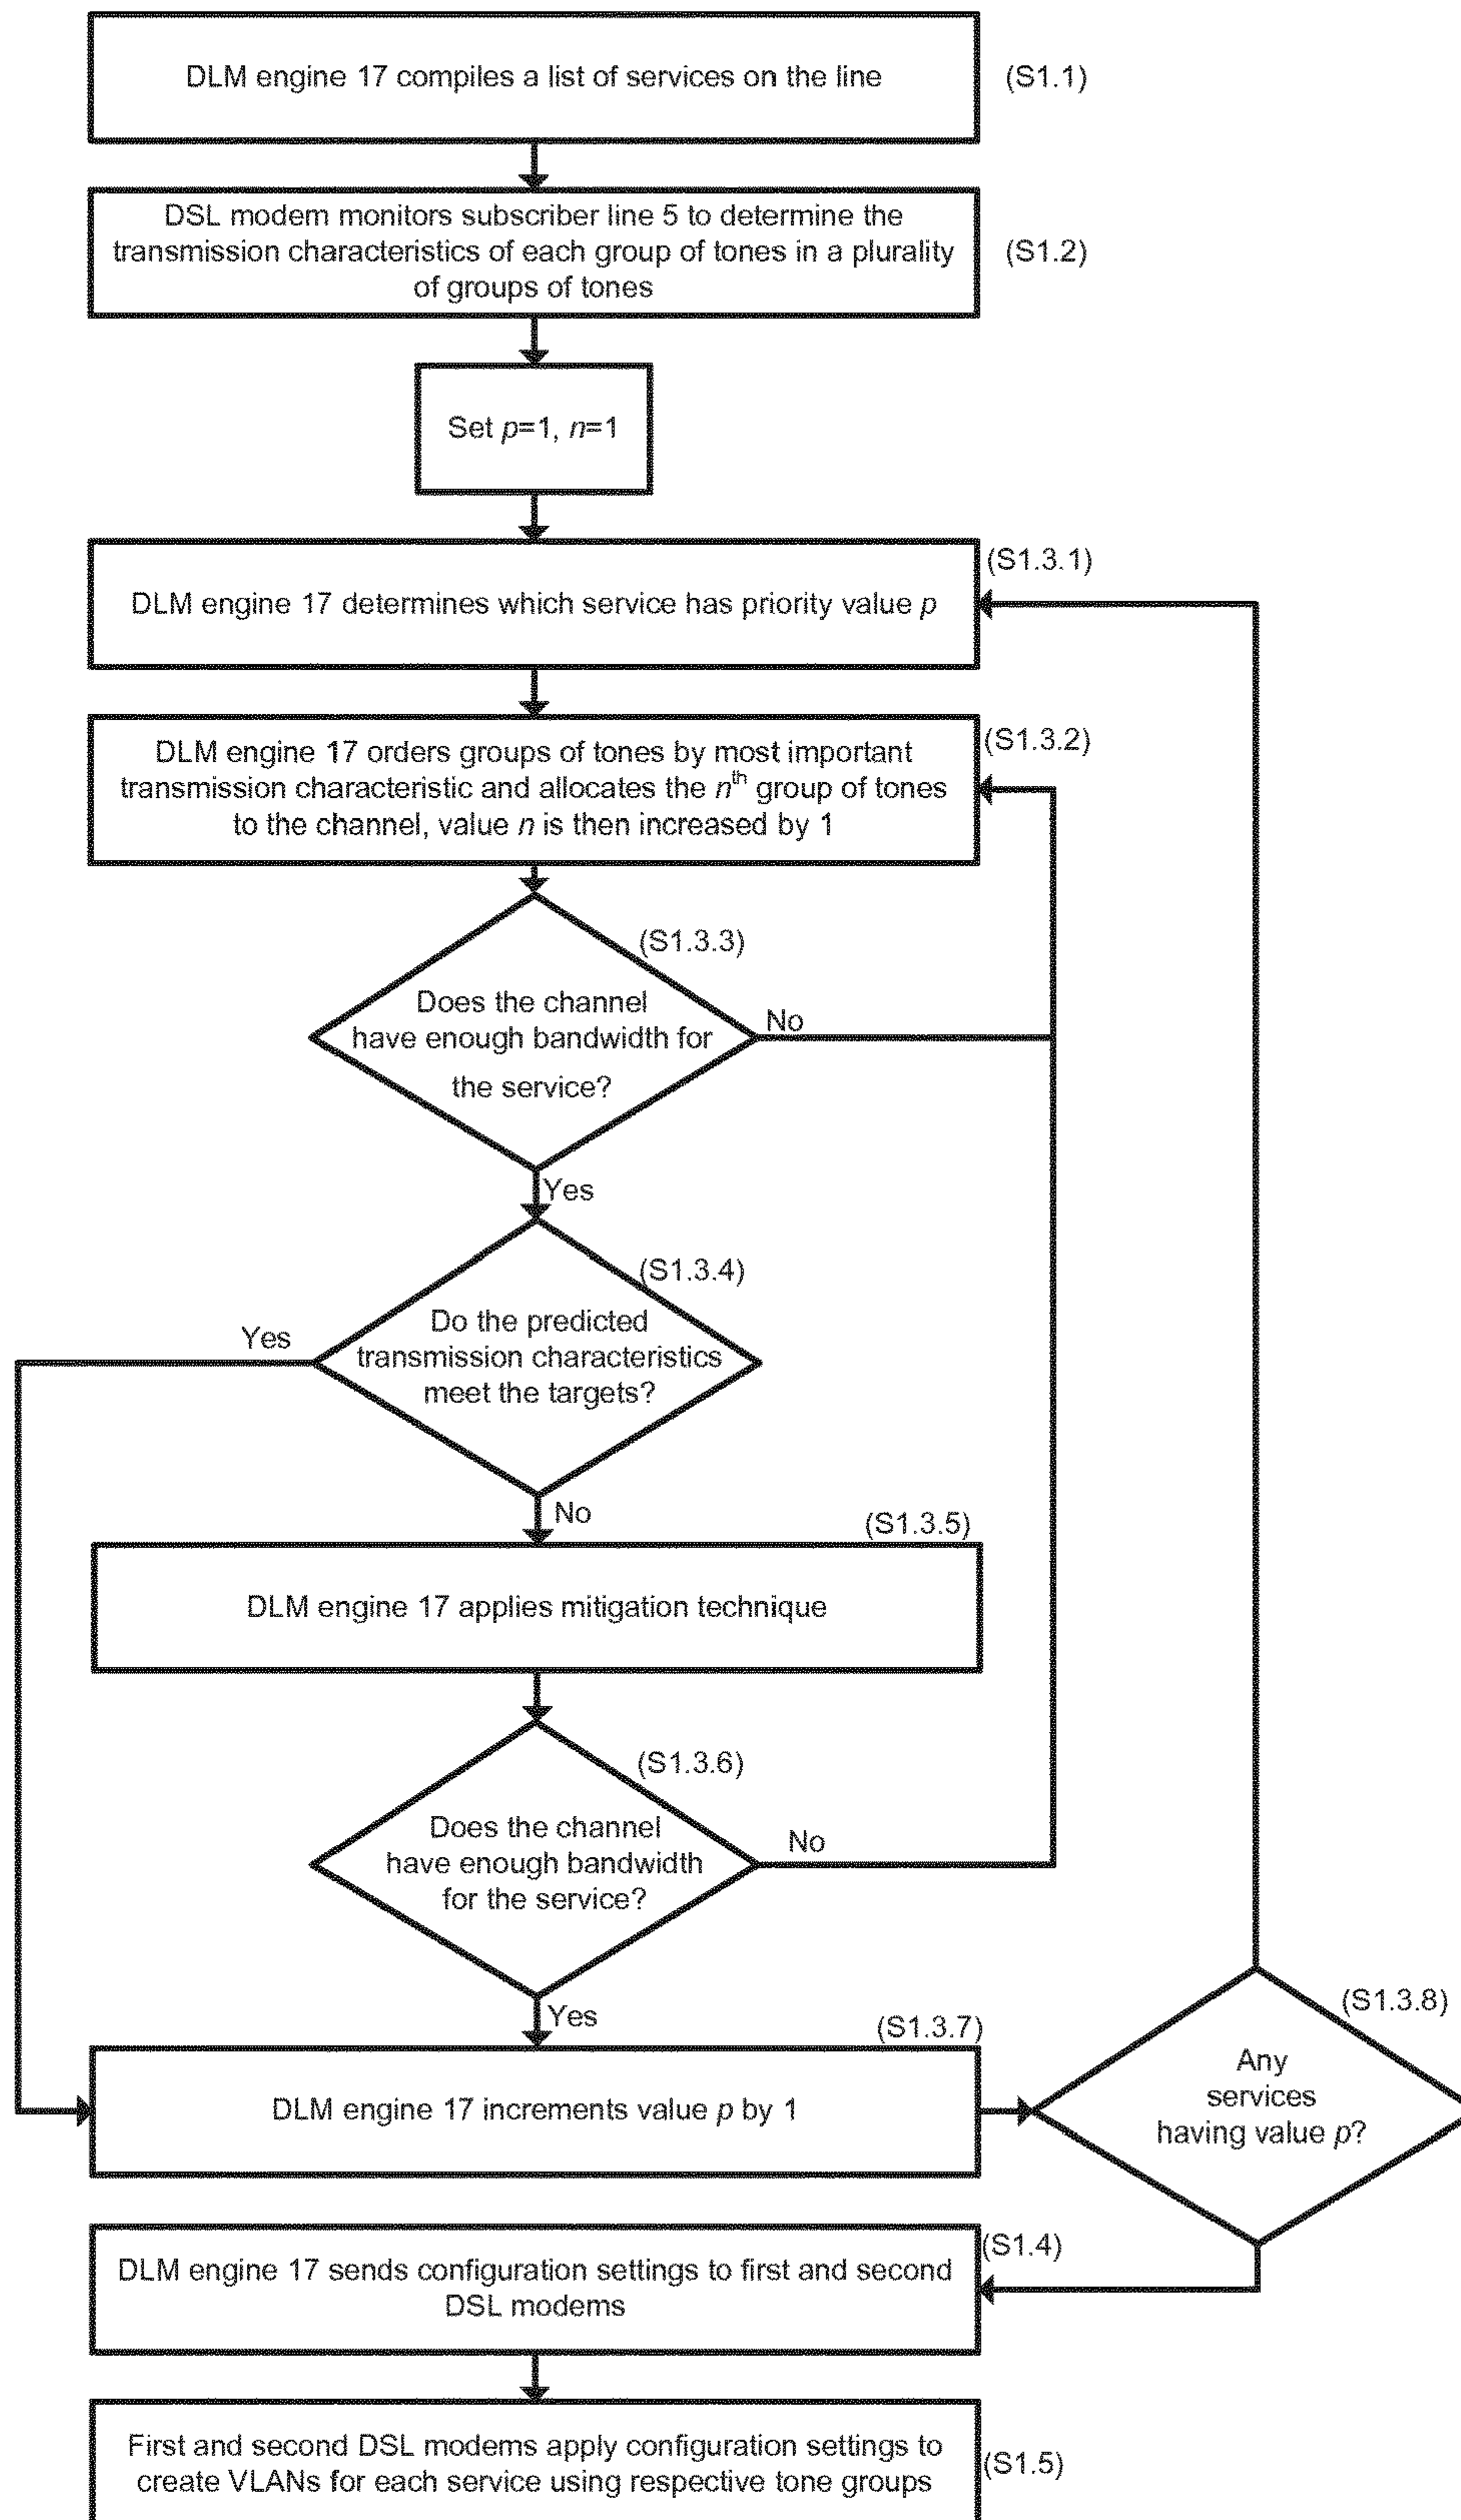 DLM engine 17 compiles a list of services on the line
(S1.1)
DSL modem monitors subscriber line 5 to determine the
transmission characteristics of each group of tones in a plurality
of groups of tones
(S1.2)
Set p=1, n=1
(S1.3.1)
DLM engine 17 determines which service has priority value p
(S1.3.2)
DLM engine 17 orders groups of tones by most important
transmission characteristic and allocates the nth group of tones
to the channel, value n is then increased by 1
(S1.3.3)
Does the channel
have enough bandwidth for
the service?
No
Yes
(S1.3.4)
Do the predicted
transmission characteristics
meet the targets?
Yes
No
(S1.3.5)
DLM engine 17 applies mitigation technique
(S1.3.6)
Does the channel
have enough bandwidth
for the service?
No
Yes
(S1.3.7)
DLM engine 17 increments value p by 1
(S1.3.8)
Any
services
having value p?
(S1.4)
DLM engine 17 sends configuration settings to first and second
DSL modems
First and second DSL modems apply configuration settings to
create VLANs for each service using respective tone groups
(S1.5)